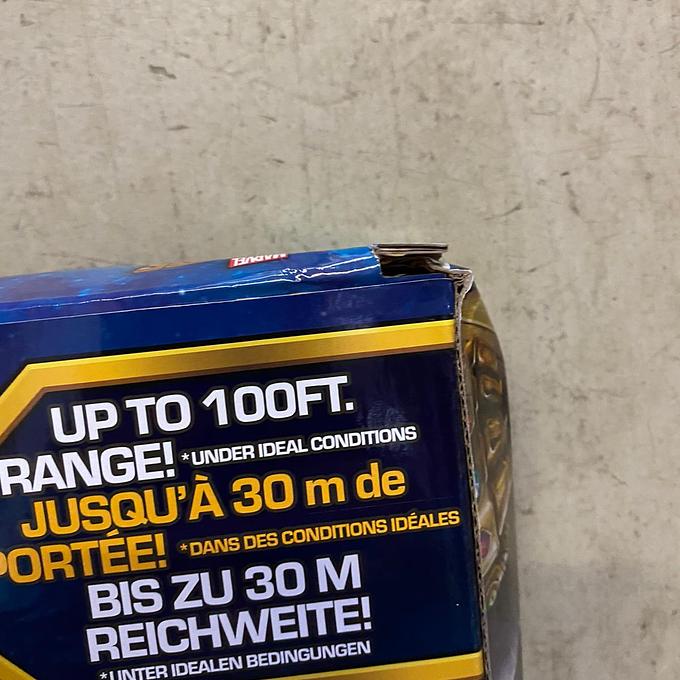 MARVEL
UP TO 100FT.
RANGE! *UNDER IDEAL CONDITIONS
JUSQU'À 30 m de
PORTÉE! *DANS DES CONDITIONS IDÉALES
BIS ZU 30 M
REICHWEITE!
*UNTER IDEALEN BEDINGUNGEN